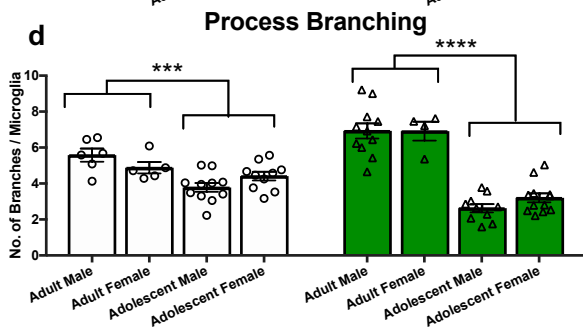 Process Branching
d
***
****
No. of Branches / Microglia
10
8
6
4
2
0
Adult Male
Adult Female
Adolescent Male
Adolescent Female
Adult Male
Adult Female
Adolescent Male
Adolescent Female